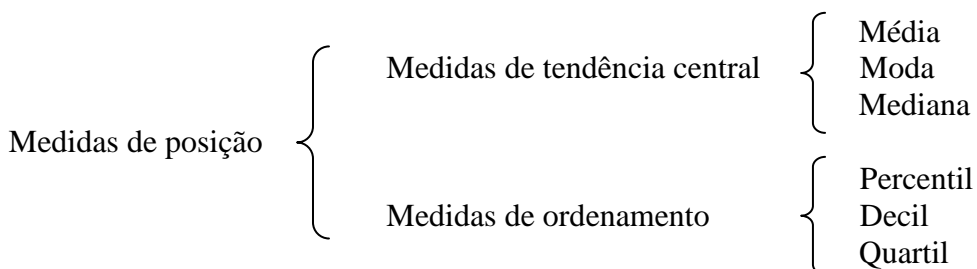 Medidas de posição
Medidas de tendência central
Média
Moda
Mediana
Medidas de ordenamento
Percentil
Decil
Quartil